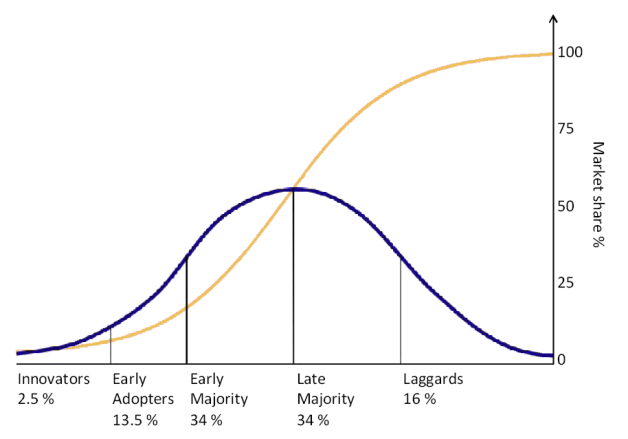 100
75
50
25
0
Market share %
Innovators
2.5 %
Early
Adopters
13.5 %
Early
Majority
34 %
Late
Majority
34 %
Laggards
16 %